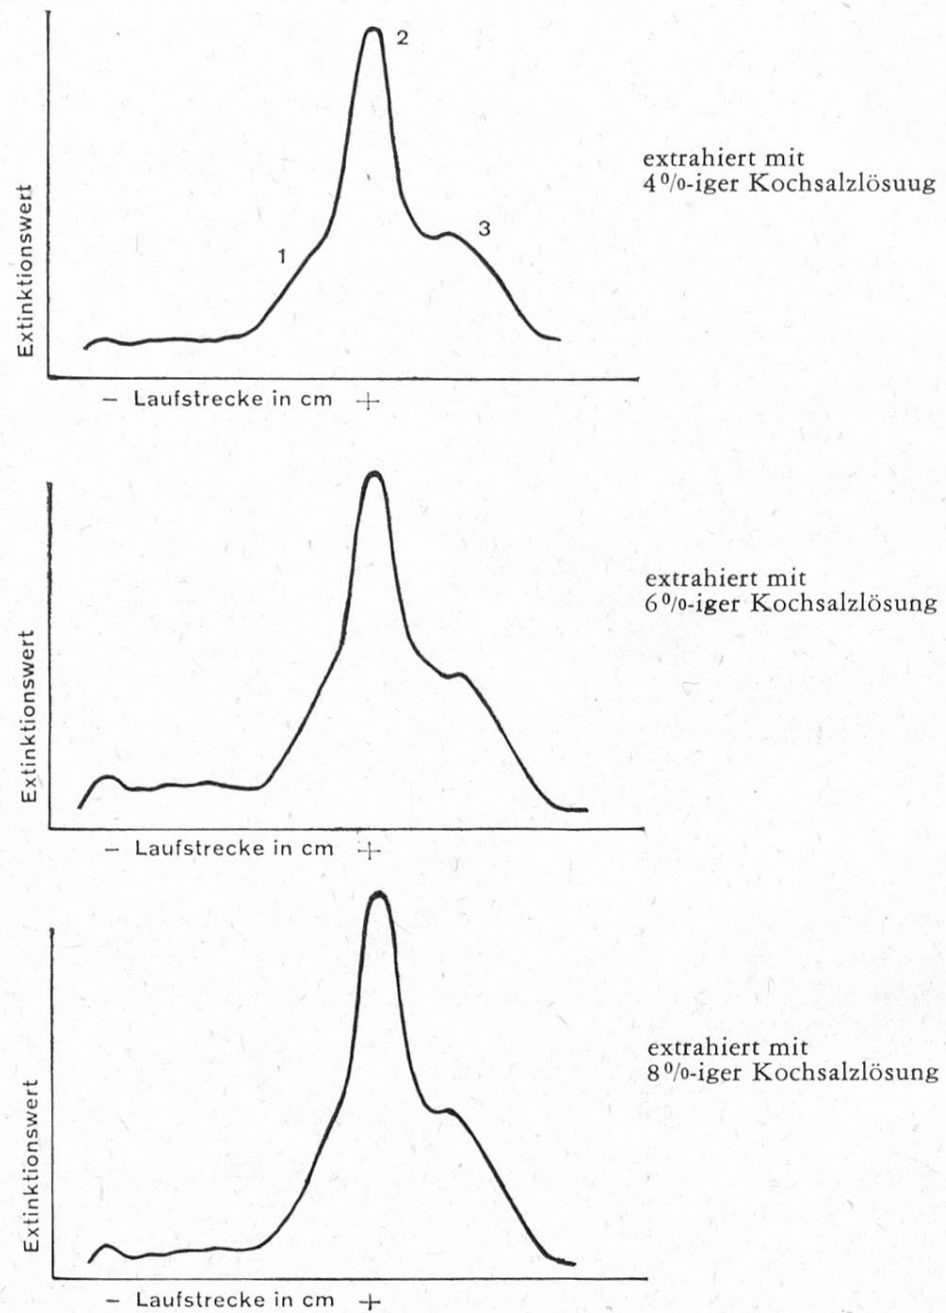 2
extrahiert mit
4%-iger Kochsalzlösuug
Extinktionswert
1
3
− Laufstrecke in cm +
extrahiert mit
6%-iger Kochsalzlösung
Extinktionswert
− Laufstrecke in cm +
extrahiert mit
8%-iger Kochsalzlösung
Extinktionswert
− Laufstrecke in cm +